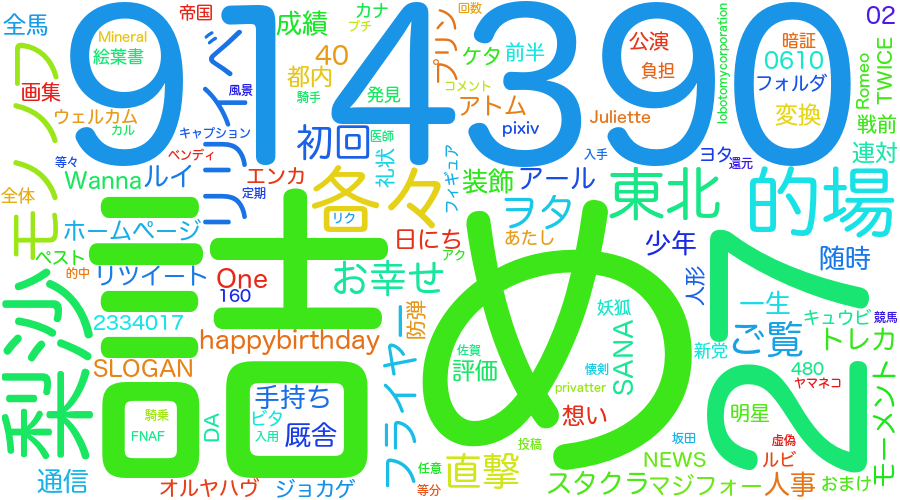 全馬
帝国
Mineral
絵葉書
画集
ウェルカム
カル
ベンディ
91
4390
詰め
27
成績
カナ
プチ
回数
プリン
02
40
都内
騎手
発見
コメント
ケタ
前半
アトム
pixiv
公演
負担
Juliette
lobotomycorporation
暗証
0610
フォルダ
変換
Romeo
TWICE
戦前
連対
モノノフ
リリイベ
風景
キャプション
初回
医師
礼状
フィギュア
入手
ヨタ
還元
等々
Wanna
ルイ
エンカ
定期
各々
リク
装飾
アール
ヲタ
東北
的場
全体
ホームページ
ペスト
的中
リツイート
One
160
日にち
お幸せ
アク
あたし
少年
人形
随時
梨沙
2334017
happybirthday
SLOGAN
フライヤー
防弾
妖狐
SANA
佐賀
評価
懐剣
privatter
一生
キュウビ
競馬
新党
ご覧
トレカ
480
ヤマネコ
手持ち
想い
明星
モーメント
騎乗
FNAF
DA
ビタ
入用
厩舎
投稿
坂田
虚偽
通信
オルヤハヴ
ジョカゲ
任意
等分
直撃
スタクラ
NEWS
マジフォー
ルビ
人事
おまけ